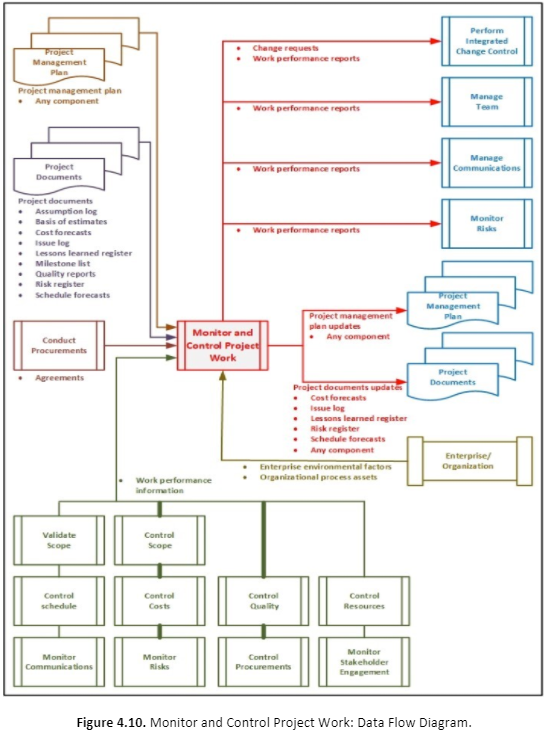 Project
Management
Plan
Project management plan
• Any component
Project
Documents
Project documents
• Assumption log
• Basis of estimates
• Cost forecasts
• Issue log
• Lessons learned register
• Milestone list
• Quality reports
• Risk register
• Schedule forecasts
Conduct
Procurements
• Agreements
Monitor and
Control Project
Work
• Change requests
• Work performance reports
Perform
Integrated
Change Control
• Work performance reports
Manage
Team
• Work performance reports
Manage
Communications
• Work performance reports
Monitor
Risks
Project management
plan updates
• Any component
Project
Management
Plan
Project documents updates
• Cost forecasts
• Issue log
• Lessons learned register
• Risk register
• Schedule forecasts
• Any component
Project
Documents
Enterprise/
Organization
• Enterprise environmental factors
• Organizational process assets
• Work performance
information
Validate
Scope
Control
Scope
Control
schedule
Control
Costs
Control
Quality
Control
Resources
Monitor
Communications
Monitor
Risks
Control
Procurements
Monitor
Stakeholder
Engagement
Figure 4.10. Monitor and Control Project Work: Data Flow Diagram.